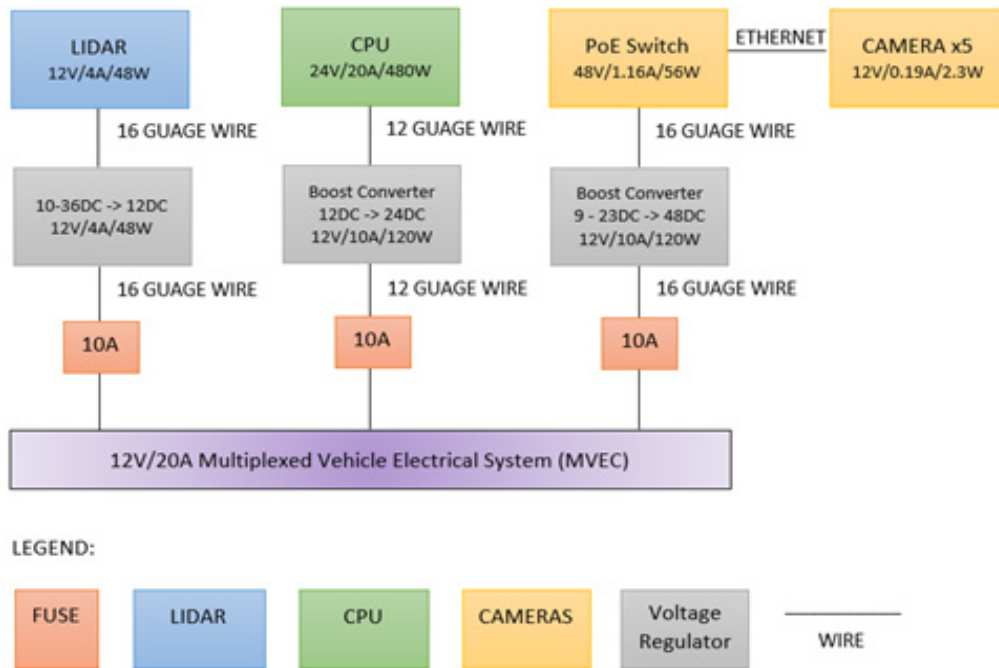 LIDAR
12V/4A/48W
CPU
24V/20A/480W
PoE Switch
48V/1.16A/56W
ETHERNET
CAMERA x5
12V/0.19A/2.3W
16 GUAGE WIRE
12 GUAGE WIRE
16 GUAGE WIRE
10-36DC -> 12DC
12V/4A/48W
Boost Converter
12DC -> 24DC
12V/10A/120W
Boost Converter
9 - 23DC -> 48DC
12V/10A/120W
16 GUAGE WIRE
12 GUAGE WIRE
16 GUAGE WIRE
10A
10A
10A
12V/20A Multiplexed Vehicle Electrical System (MVEC)
LEGEND:
FUSE
LIDAR
CPU
CAMERAS
Voltage
Regulator
WIRE